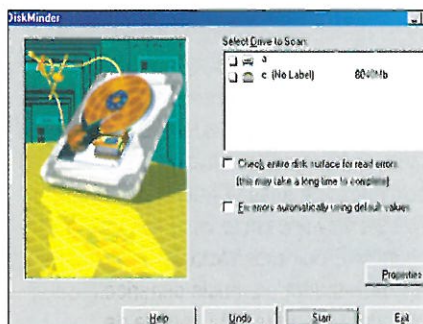 DiskMinder
Select Drive to Scan:
a
c (No Label) 8040Mb
Check entire disk surface for read errors
(this may take a long time to complete)
Fix errors automatically using default values
Properties
Help Undo Start Exit